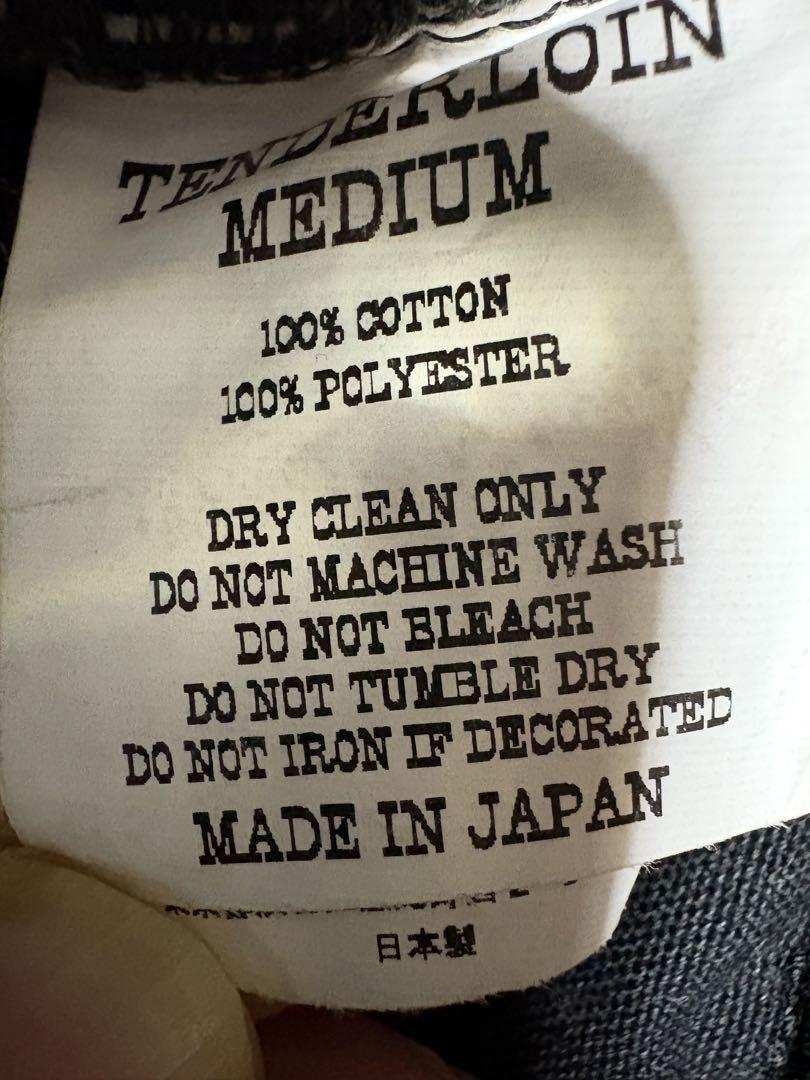 TENDERLOIN
MEDIUM
100% COTTON
100% POLYESTER
DRY CLEAN ONLY
DO NOT MACHINE WASH
DO NOT BLEACH
DO NOT TUMBLE DRY
DO NOT IRON IF DECORATED
MADE IN JAPAN
日本製